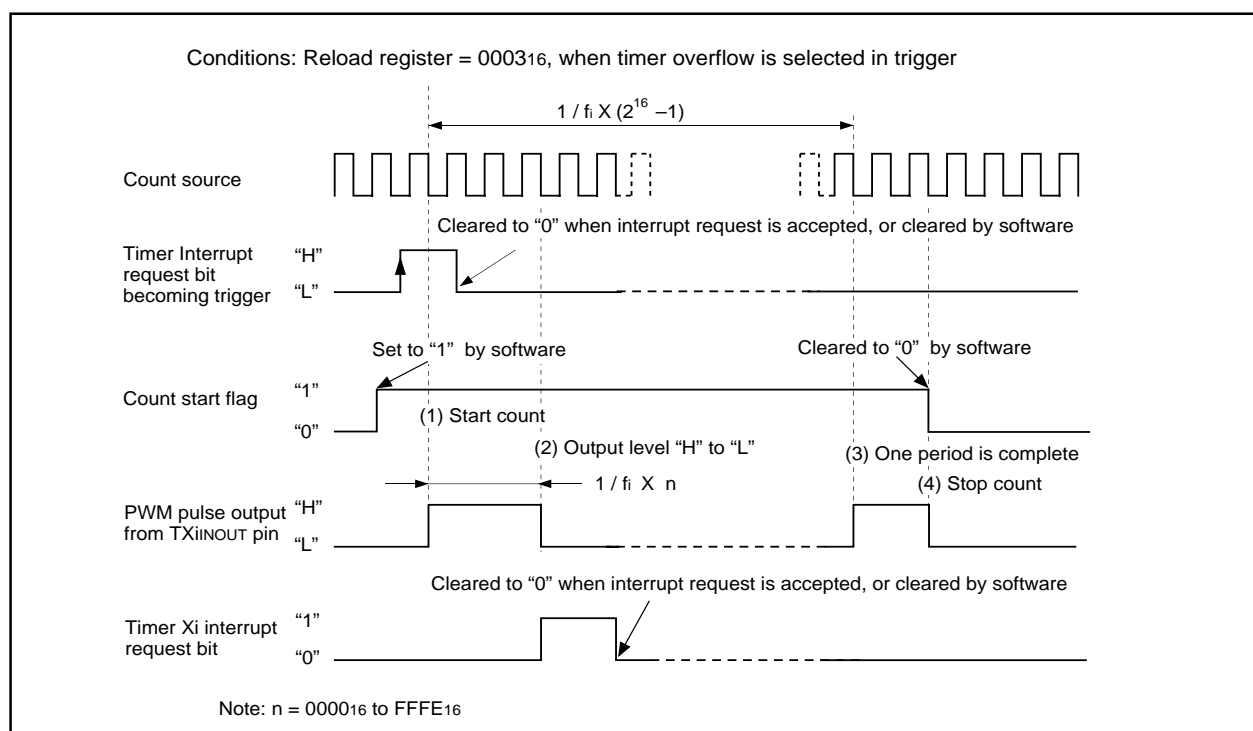 Conditions: Reload register = 0003₁₆, when timer overflow is selected in trigger
1 / fi X (2¹⁶ –1)
Count source
Cleared to “0” when interrupt request is accepted, or cleared by software
Timer Interrupt
request bit
becoming trigger
“H”
“L”
Set to “1” by software
Cleared to “0” by software
Count start flag
“1”
“0”
(1) Start count
(2) Output level “H” to “L”
(3) One period is complete
(4) Stop count
1 / fi X n
PWM pulse output
from TXiINOUT pin
“H”
“L”
Cleared to “0” when interrupt request is accepted, or cleared by software
Timer Xi interrupt
request bit
“1”
“0”
Note: n = 0000₁₆ to FFFE₁₆